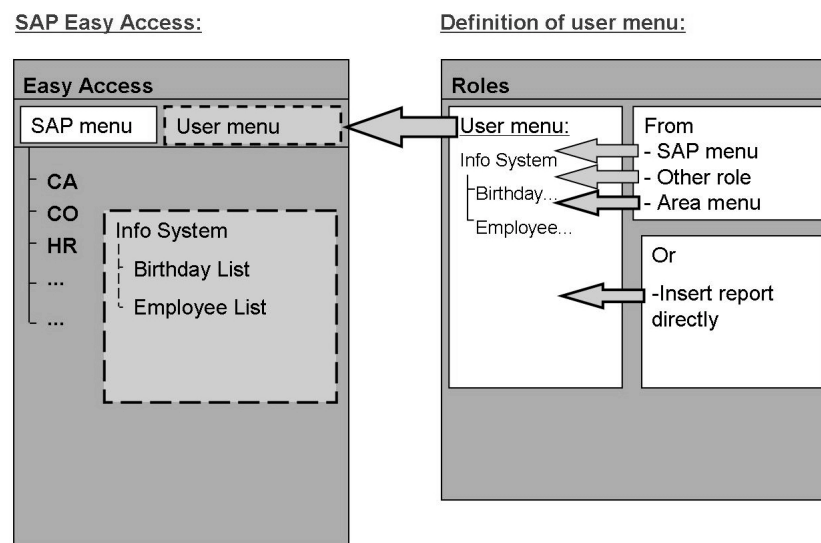 SAP Easy Access:
Definition of user menu:
Easy Access
SAP menu
User menu
CA
CO
HR
...
...
Info System
Birthday List
Employee List
Roles
User menu:
Info System
Birthday...
Employee...
From
- SAP menu
- Other role
- Area menu
Or
-Insert report
directly